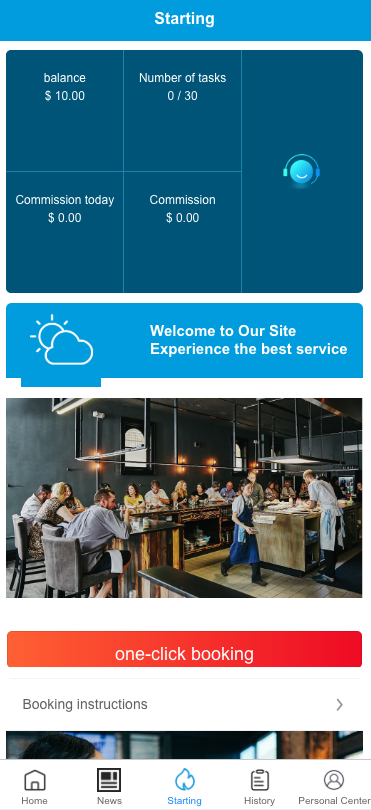 Starting
balance
$ 10.00
Number of tasks
0 / 30
Commission today
$ 0.00
Commission
$ 0.00
Welcome to Our Site
Experience the best service
one-click booking
Booking instructions
Home
News
Starting
History
Personal Center